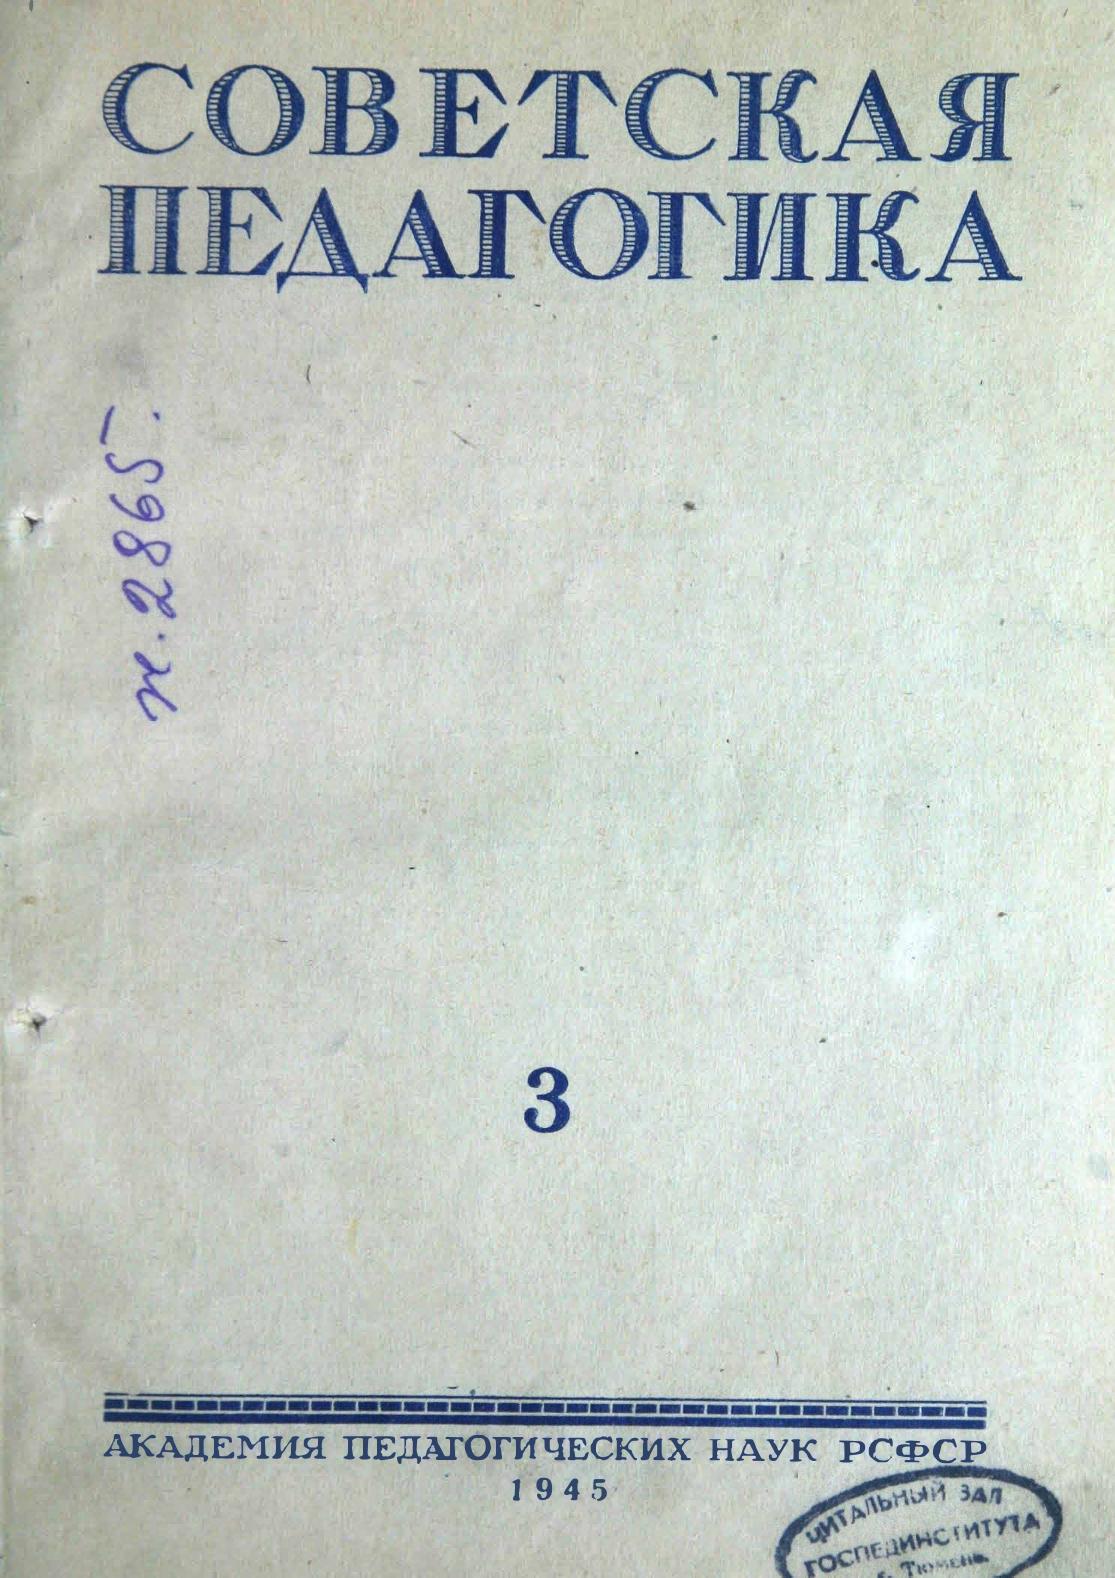 СОВЕТСКАЯ
ПЕДАГОГИКА
ж. 2865.
3
АКАДЕМИЯ ПЕДАГОГИЧЕСКИХ НАУК РСФСР
1945
ЧИТАЛЬНЫЙ ЗАЛ
ГОСПЕДИНСТИТУТА
г. Тюмень